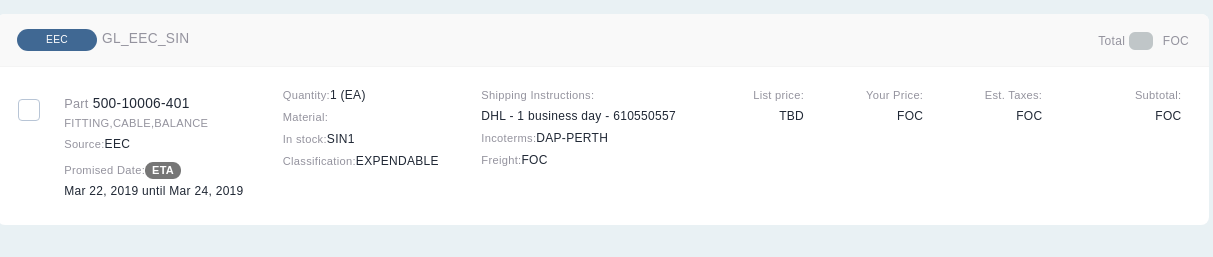 EEC GL_EEC_SIN
Total FOC
Part 500-10006-401
FITTING,CABLE,BALANCE
Source:EEC
Promised Date:ETA
Mar 22, 2019 until Mar 24, 2019
Quantity:1 (EA)
Material:
In stock:SIN1
Classification:EXPENDABLE
Shipping Instructions:
DHL - 1 business day - 610550557
Incoterms:DAP-PERTH
Freight:FOC
List price:
TBD
Your Price:
FOC
Est. Taxes:
FOC
Subtotal:
FOC